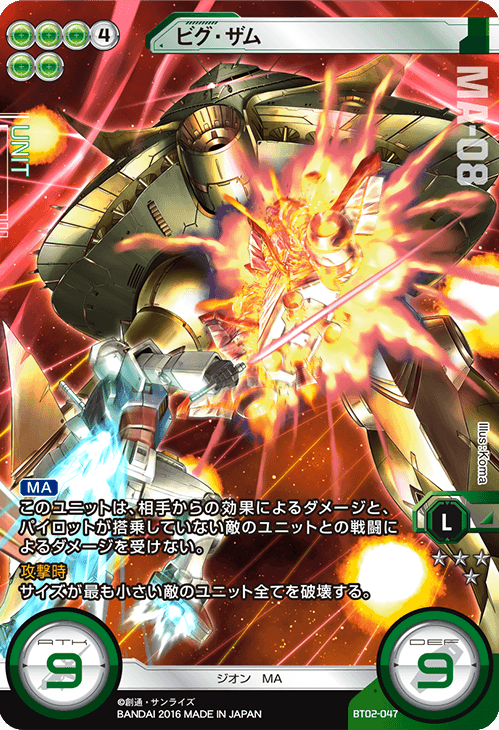 4
ビグ・ザム
UNIT
MA-08
Illus:Koma
L
MA
このユニットは、相手からの効果によるダメージと、
パイロットが搭乗していない敵のユニットとの戦闘に
よるダメージを受けない。
攻撃時
サイズが最も小さい敵のユニット全てを破壊する。
ATK
9
DEF
9
ジオン MA
©創通・サンライズ
BANDAI 2016 MADE IN JAPAN
BT02-047